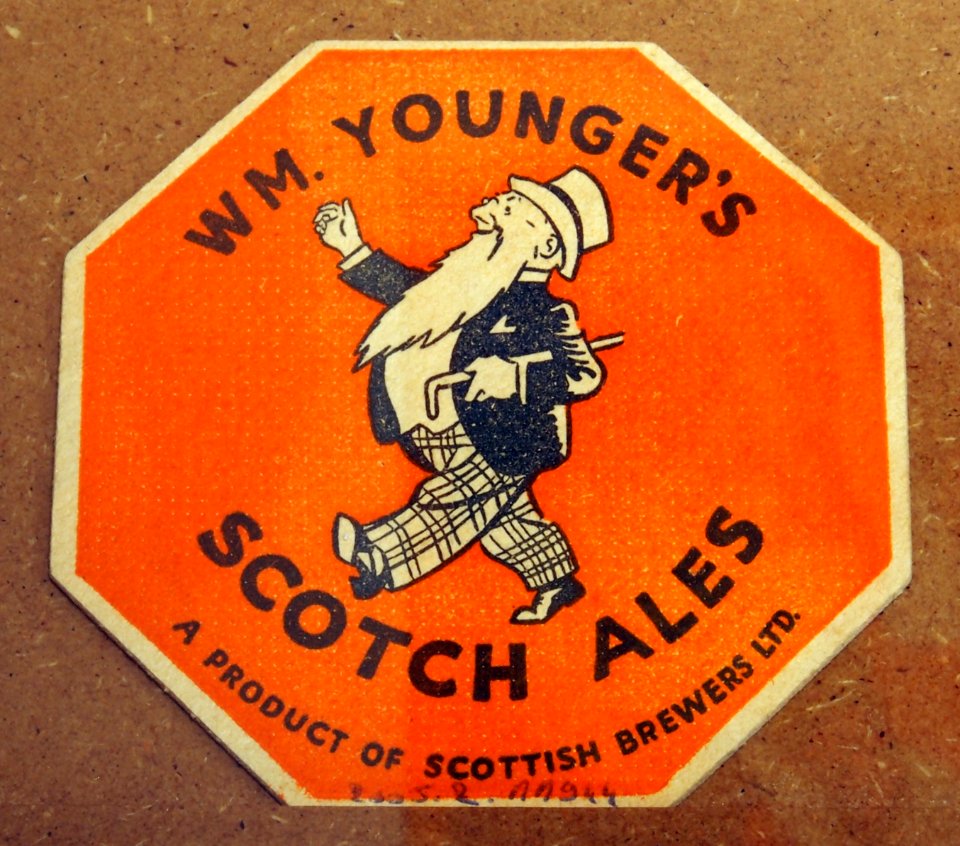 WM. YOUNGER'S
SCOTCH ALES
A PRODUCT OF SCOTTISH BREWERS LTD.